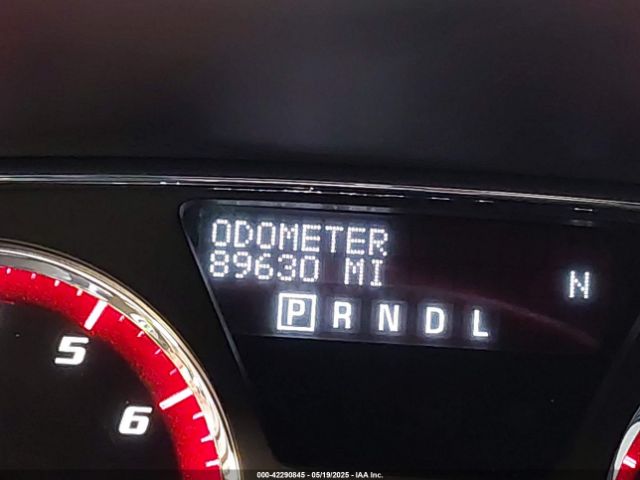 ODOMETER
89630 MI
N
P R N D L
5
6
000-42290845 - 05/19/2025 - IAA Inc.